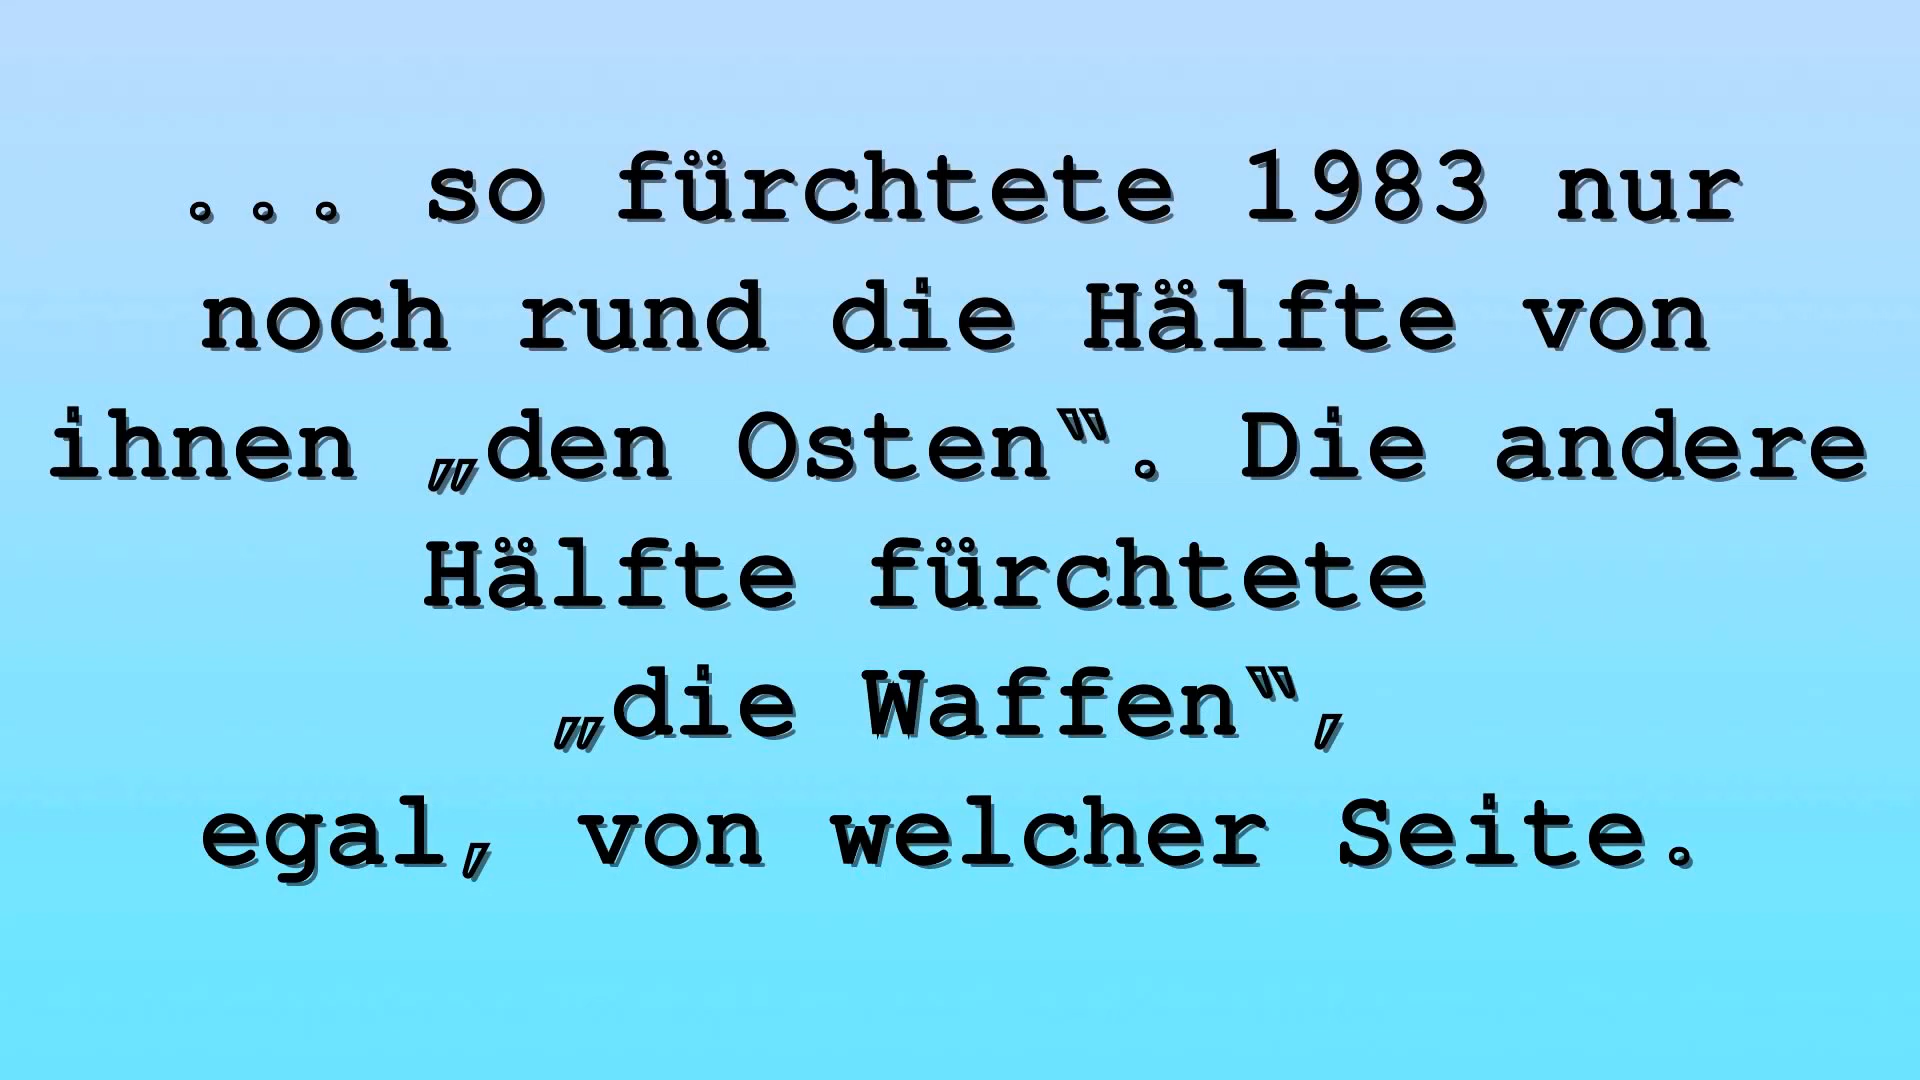 ... so fürchtete 1983 nur
noch rund die Hälfte von
ihnen „den Osten‟. Die andere
Hälfte fürchtete
„die Waffen‟,
egal, von welcher Seite.